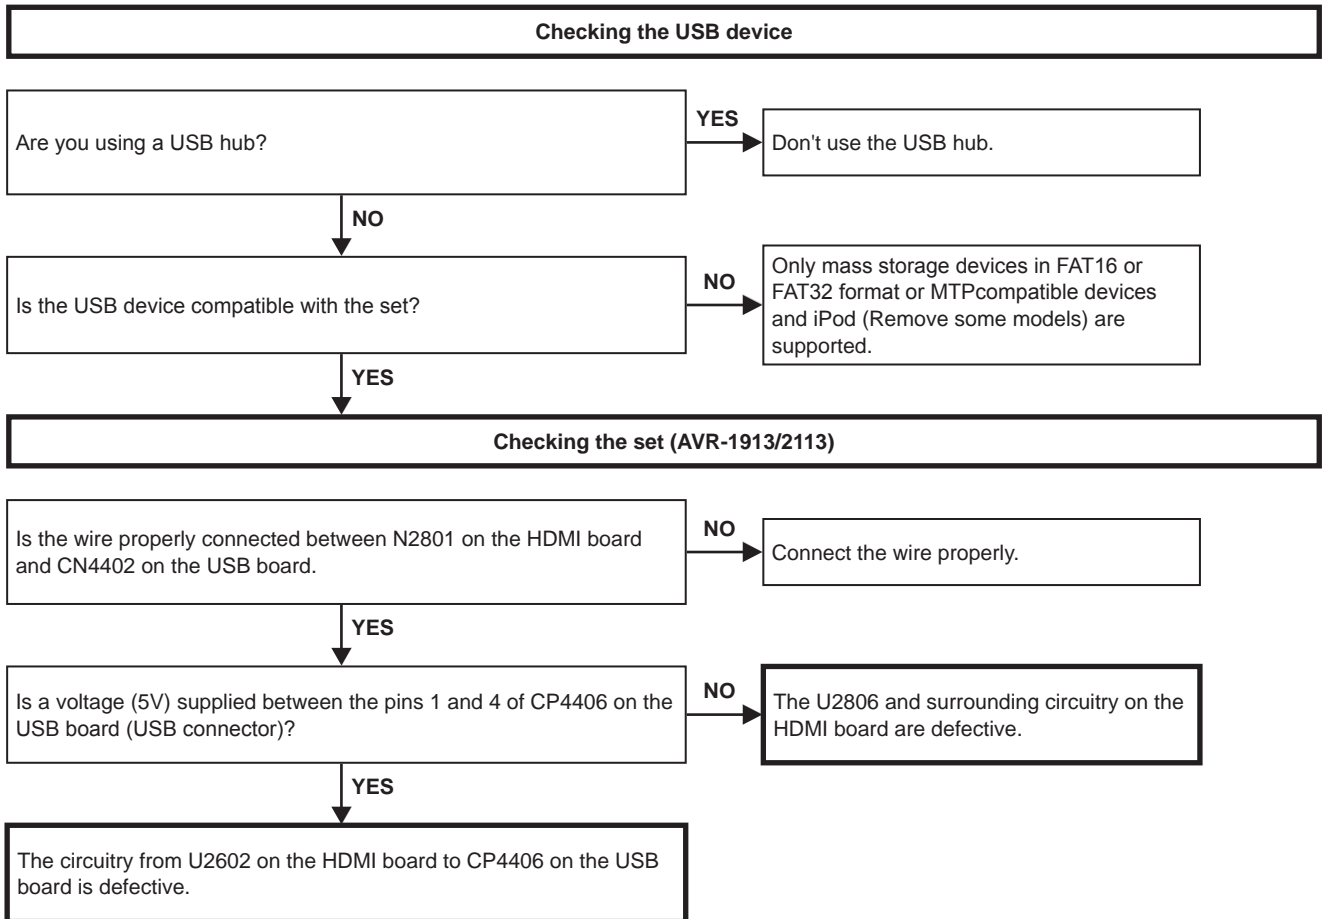 Checking the USB device
Are you using a USB hub?
YES
Don't use the USB hub.
NO
Is the USB device compatible with the set?
NO
Only mass storage devices in FAT16 or
FAT32 format or MTPcompatible devices
and iPod (Remove some models) are
supported.
YES
Checking the set (AVR-1913/2113)
Is the wire properly connected between N2801 on the HDMI board
and CN4402 on the USB board.
NO
Connect the wire properly.
YES
Is a voltage (5V) supplied between the pins 1 and 4 of CP4406 on the
USB board (USB connector)?
NO
The U2806 and surrounding circuitry on the
HDMI board are defective.
YES
The circuitry from U2602 on the HDMI board to CP4406 on the USB
board is defective.